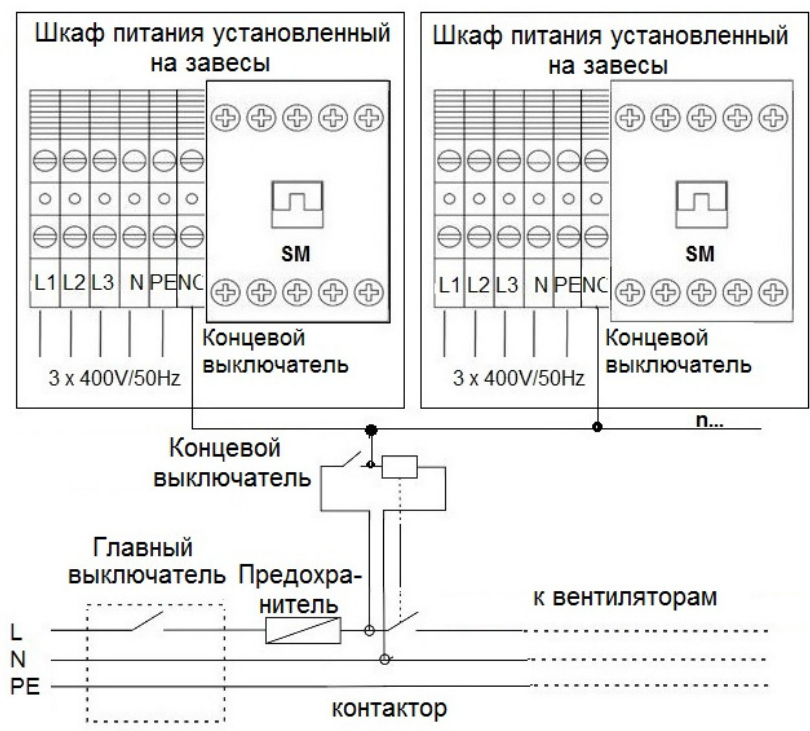 Шкаф питания установленный
на завесы
SM
L1 L2 L3 N PE NC
Концевой
выключатель
3 x 400V/50Hz
Шкаф питания установленный
на завесы
SM
L1 L2 L3 N PE NC
Концевой
выключатель
3 x 400V/50Hz
n...
Концевой
выключатель
Главный
выключатель
Предохра-
нитель
к вентиляторам
L
N
PE
контактор